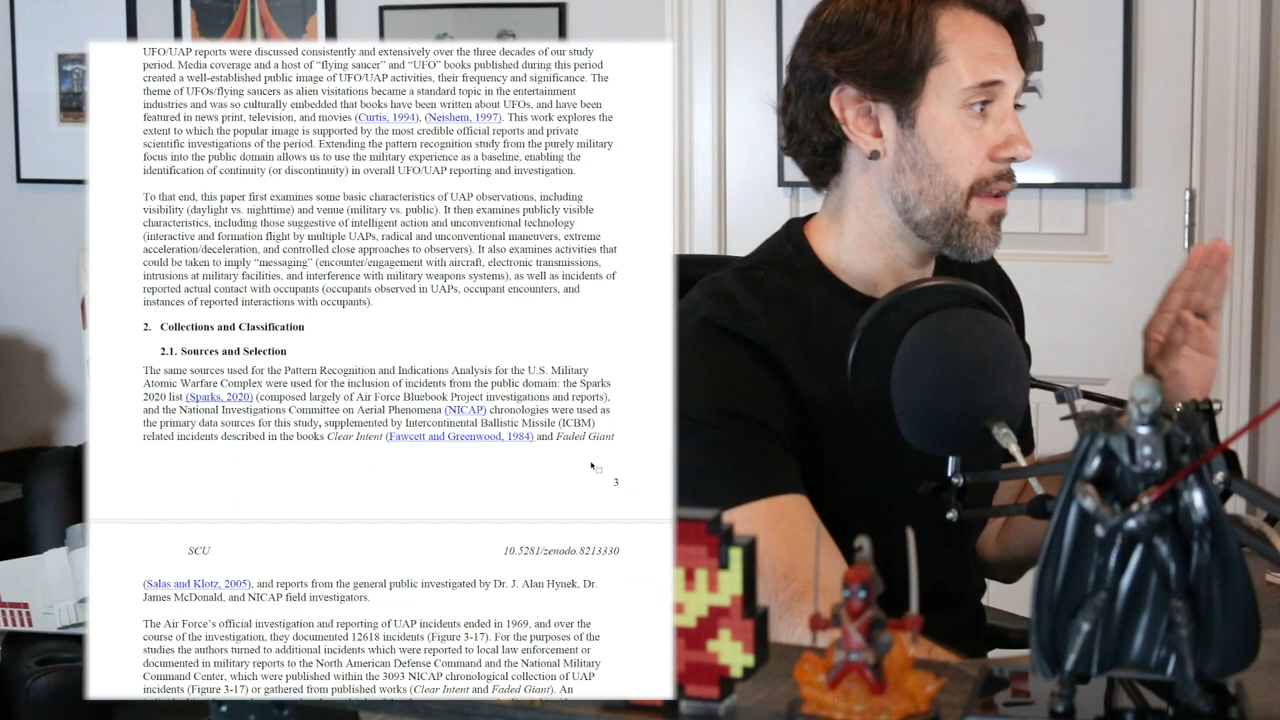 UFO/UAP reports were discussed consistently and extensively over the three decades of our study
period. Media coverage and a host of “flying saucer” and “UFO” books published during this period
created a well-established public image of UFO/UAP activities, their frequency and significance. The
theme of UFOs/flying saucers as alien visitations became a standard topic in the entertainment
industries and was so culturally embedded that books have been written about UFOs, and have been
featured in news print, television, and movies (Curtis, 1994), (Neishem, 1997). This work explores the
extent to which the popular image is supported by the most credible official reports and private
scientific investigations of the period. Extending the pattern recognition study from the purely military
focus into the public domain allows us to use the military experience as a baseline, enabling the
identification of continuity (or discontinuity) in overall UFO/UAP reporting and investigation.
To that end, this paper first examines some basic characteristics of UAP observations, including
visibility (daylight vs. nighttime) and venue (military vs. public). It then examines publicly visible
characteristics, including those suggestive of intelligent action and unconventional technology
(interactive and formation flight by multiple UAPs, radical and unconventional maneuvers, extreme
acceleration/deceleration, and controlled close approaches to observers). It also examines activities that
could be taken to imply “messaging” (encounter/engagement with aircraft, electronic transmissions,
intrusions at military facilities, and interference with military weapons systems), as well as incidents of
reported actual contact with occupants (occupants observed in UAPs, occupant encounters, and
instances of reported interactions with occupants).
2. Collections and Classification
2.1. Sources and Selection
The same sources used for the Pattern Recognition and Indications Analysis for the U.S. Military
Atomic Warfare Complex were used for the inclusion of incidents from the public domain: the Sparks
2020 list (Sparks, 2020) (composed largely of Air Force Bluebook Project investigations and reports),
and the National Investigations Committee on Aerial Phenomena (NICAP) chronologies were used as
the primary data sources for this study, supplemented by Intercontinental Ballistic Missile (ICBM)
related incidents described in the books Clear Intent (Fawcett and Greenwood, 1984) and Faded Giant
3
SCU 10.5281/zenodo.8213330
(Salas and Klotz, 2005), and reports from the general public investigated by Dr. J. Alan Hynek, Dr.
James McDonald, and NICAP field investigators.
The Air Force’s official investigation and reporting of UAP incidents ended in 1969, and over the
course of the investigation, they documented 12618 incidents (Figure 3-17). For the purposes of the
studies the authors turned to additional incidents which were reported to local law enforcement or
documented in military reports to the North American Defense Command and the National Military
Command Center, which were published within the 3093 NICAP chronological collection of UAP
incidents (Figure 3-17) or gathered from published works (Clear Intent and Faded Giant). An